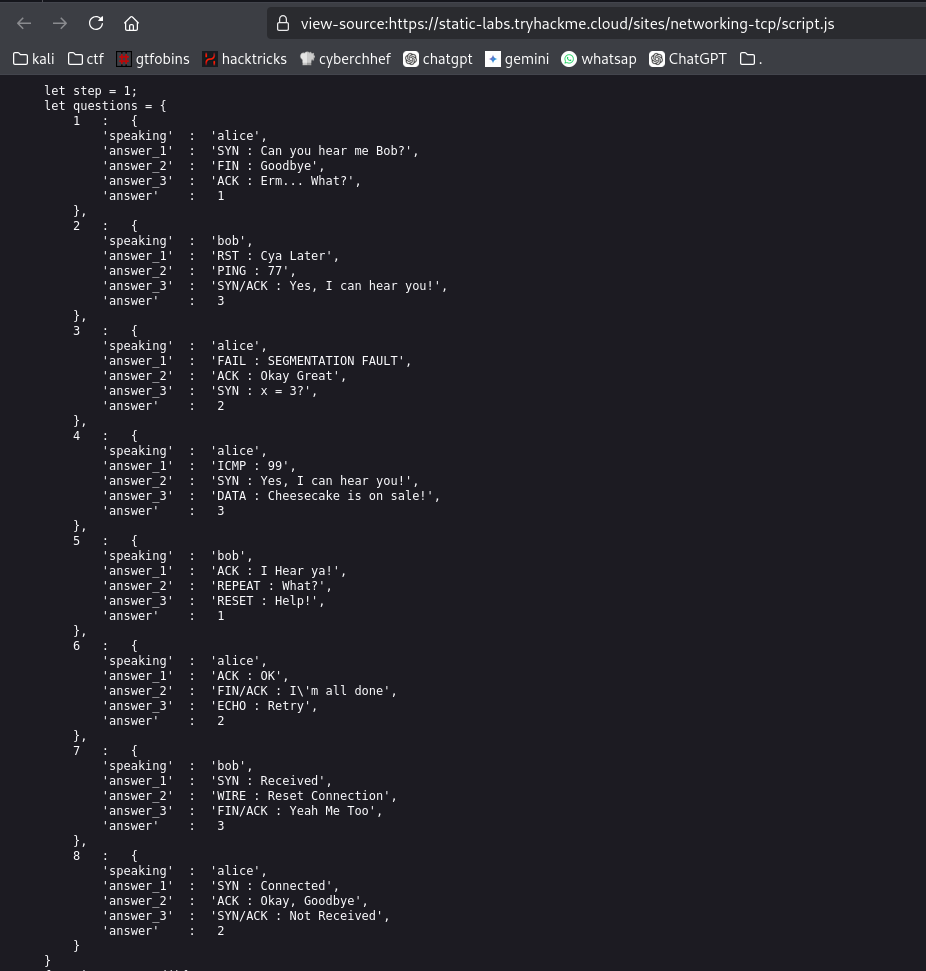 view-source:https://static-labs.tryhackme.cloud/sites/networking-tcp/script.js
kali ctf gtfobins hacktricks cyberchhef chatgpt gemini whatsap ChatGPT .
let step = 1;
let questions = {
    1   :   {
        'speaking'  :  'alice',
        'answer_1'  :  'SYN : Can you hear me Bob?',
        'answer_2'  :  'FIN : Goodbye',
        'answer_3'  :  'ACK : Erm... What?',
        'answer'    :   1
    },
    2   :   {
        'speaking'  :  'bob',
        'answer_1'  :  'RST : Cya Later',
        'answer_2'  :  'PING : 77',
        'answer_3'  :  'SYN/ACK : Yes, I can hear you!',
        'answer'    :   3
    },
    3   :   {
        'speaking'  :  'alice',
        'answer_1'  :  'FAIL : SEGMENTATION FAULT',
        'answer_2'  :  'ACK : Okay Great',
        'answer_3'  :  'SYN : x = 3?',
        'answer'    :   2
    },
    4   :   {
        'speaking'  :  'alice',
        'answer_1'  :  'ICMP : 99',
        'answer_2'  :  'SYN : Yes, I can hear you!',
        'answer_3'  :  'DATA : Cheesecake is on sale!',
        'answer'    :   3
    },
    5   :   {
        'speaking'  :  'bob',
        'answer_1'  :  'ACK : I Hear ya!',
        'answer_2'  :  'REPEAT : What?',
        'answer_3'  :  'RESET : Help!',
        'answer'    :   1
    },
    6   :   {
        'speaking'  :  'alice',
        'answer_1'  :  'ACK : OK',
        'answer_2'  :  'FIN/ACK : I\'m all done',
        'answer_3'  :  'ECHO : Retry',
        'answer'    :   2
    },
    7   :   {
        'speaking'  :  'bob',
        'answer_1'  :  'SYN : Received',
        'answer_2'  :  'WIRE : Reset Connection',
        'answer_3'  :  'FIN/ACK : Yeah Me Too',
        'answer'    :   3
    },
    8   :   {
        'speaking'  :  'alice',
        'answer_1'  :  'SYN : Connected',
        'answer_2'  :  'ACK : Okay, Goodbye',
        'answer_3'  :  'SYN/ACK : Not Received',
        'answer'    :   2
    }
}